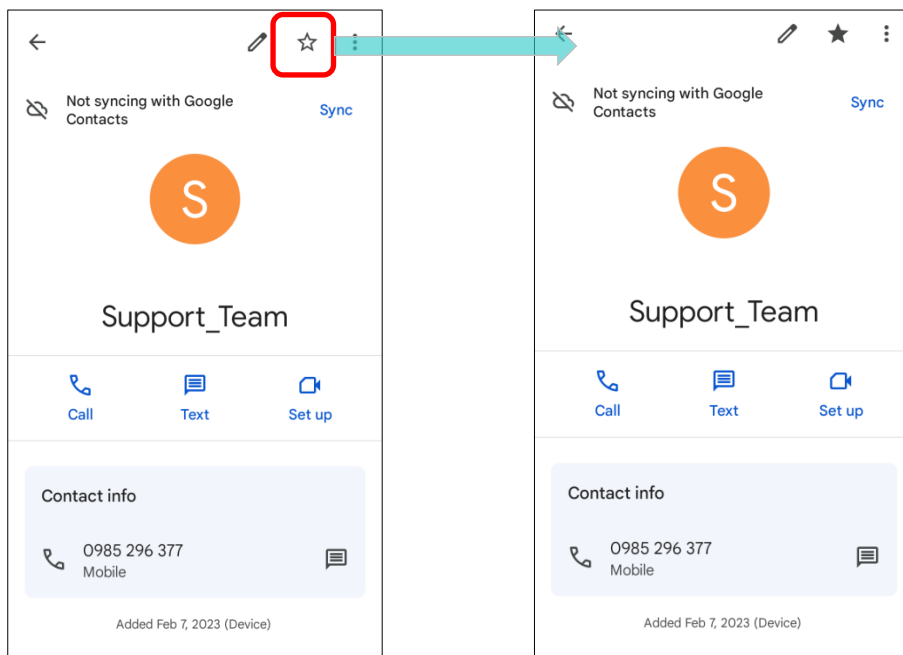 Not syncing with Google
Contacts
Sync
S
Support_Team
Call
Text
Set up
Contact info
0985 296 377
Mobile
Added Feb 7, 2023 (Device)
Not syncing with Google
Contacts
Sync
S
Support_Team
Call
Text
Set up
Contact info
0985 296 377
Mobile
Added Feb 7, 2023 (Device)